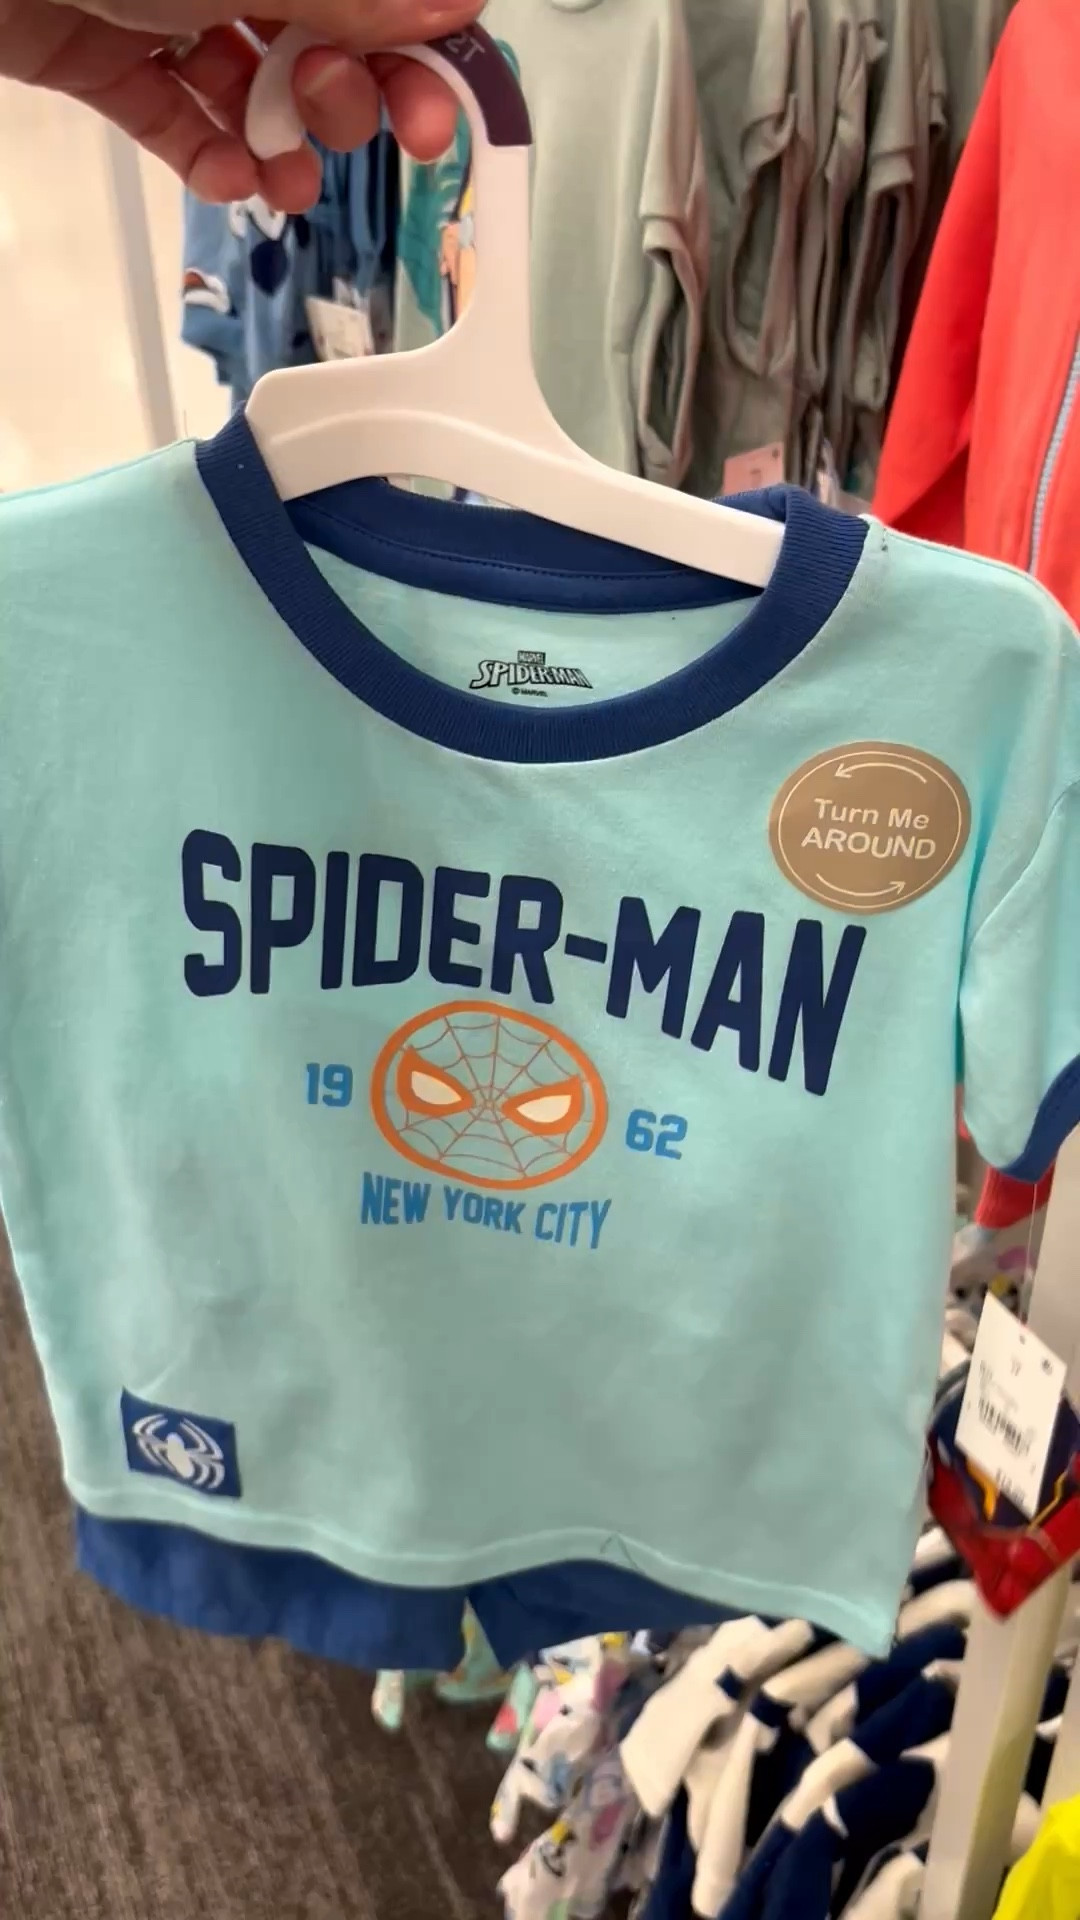 2T
MARVEL
SPIDER-MAN
© MARVEL
Turn Me
AROUND
SPIDER-MAN
19 62
NEW YORK CITY